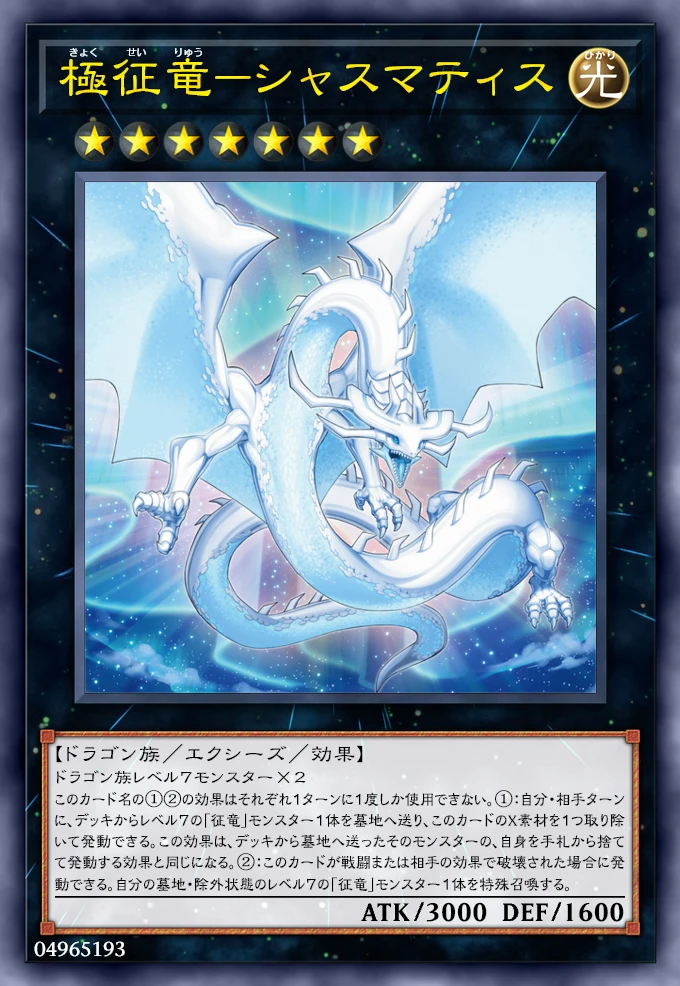 きょく せい りゅう
極征竜－シャスマティス
ひかり
光
【ドラゴン族／エクシーズ／効果】
ドラゴン族レベル7モンスター×2
このカード名の①②の効果はそれぞれ1ターンに1度しか使用できない。①:自分・相手ターン
に、デッキからレベル7の「征竜」モンスター1体を墓地へ送り、このカードのX素材を1つ取り除
いて発動できる。この効果は、デッキから墓地へ送ったそのモンスターの、自身を手札から捨て
て発動する効果と同じになる。②:このカードが戦闘または相手の効果で破壊された場合に発
動できる。自分の墓地・除外状態のレベル7の「征竜」モンスター1体を特殊召喚する。
ATK/3000 DEF/1600
04965193